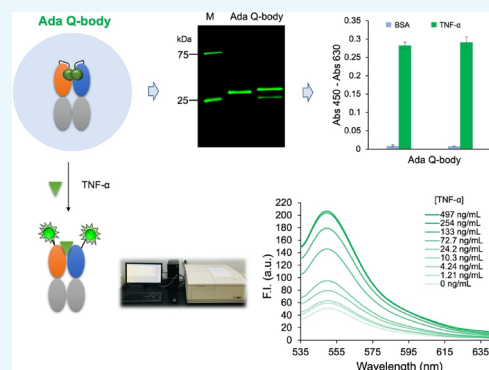 Ada Q-body
TNF-α
kDa
M Ada Q-body
75
25
Abs 450 - Abs 630
BSA TNF-α
0.35
0.3
0.25
0.2
0.15
0.1
0.05
0
Ada Q-body
F.I. (a.u.)
220
200
180
160
140
120
100
80
60
40
20
0
[TNF-α]
497 ng/mL
254 ng/mL
133 ng/mL
72.7 ng/mL
24.2 ng/mL
10.3 ng/mL
4.24 ng/mL
1.21 ng/mL
0 ng/mL
535 555 575 595 615 635
Wavelength (nm)